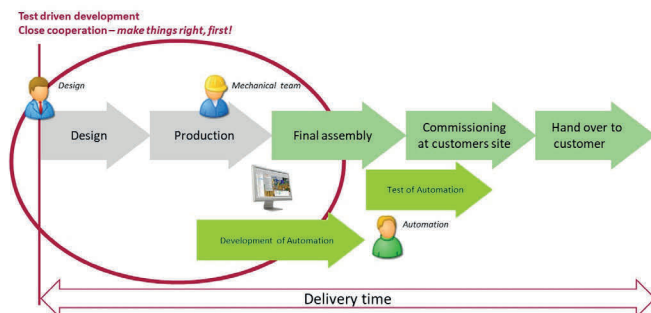 Test driven development
Close cooperation – make things right, first!
Design
Mechanical team
Design
Production
Final assembly
Commissioning
at customers site
Hand over to
customer
Test of Automation
Development of Automation
Automation
Delivery time